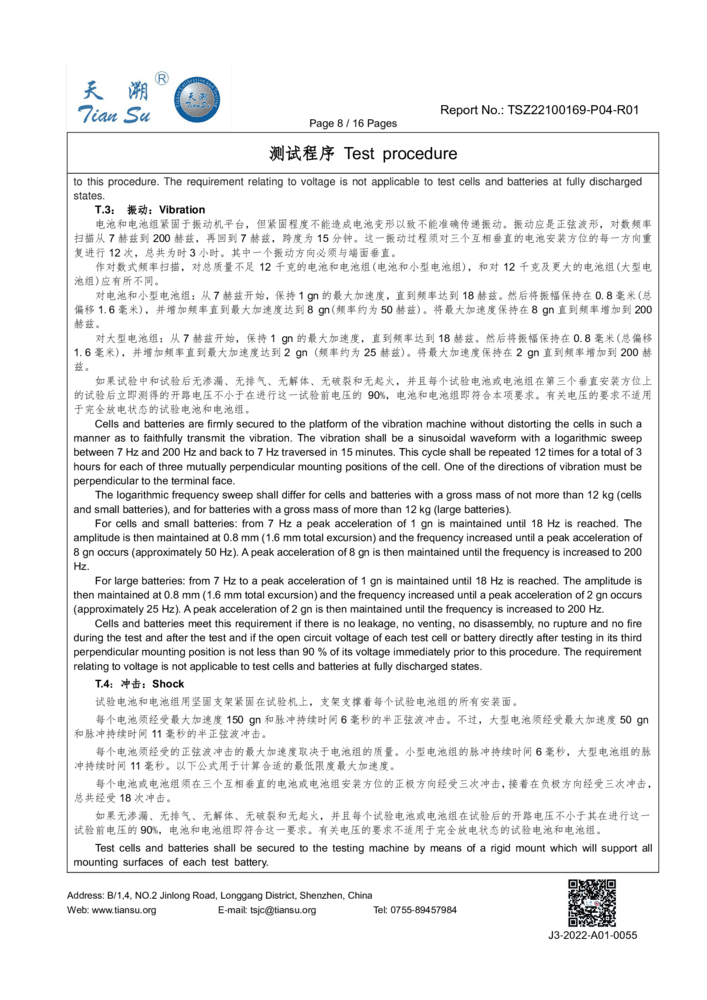 天 溯 ®
Tian Su
天溯
Report No.: TSZ22100169-P04-R01
Page 8 / 16 Pages
测试程序 Test procedure
to this procedure. The requirement relating to voltage is not applicable to test cells and batteries at fully discharged
states.
T.3： 振动：Vibration
电池和电池组紧固于振动机平台，但紧固程度不能造成电池变形以致不能准确传递振动。振动应是正弦波形，对数频率
扫描从 7 赫兹到 200 赫兹，再回到 7 赫兹，跨度为 15 分钟。这一振动过程须对三个互相垂直的电池安装方位的每一方向重
复进行 12 次，总共为时 3 小时。其中一个振动方向必须与端面垂直。
作对数式频率扫描，对总质量不足 12 千克的电池和电池组(电池和小型电池组)，和对 12 千克及更大的电池组(大型电
池组)应有所不同。
对电池和小型电池组：从 7 赫兹开始，保持 1 gn 的最大加速度，直到频率达到 18 赫兹。然后将振幅保持在 0.8 毫米(总
偏移 1.6 毫米)，并增加频率直到最大加速度达到 8 gn(频率约为 50 赫兹)。将最大加速度保持在 8 gn 直到频率增加到 200
赫兹。
对大型电池组：从 7 赫兹开始，保持 1 gn 的最大加速度，直到频率达到 18 赫兹。然后将振幅保持在 0.8 毫米(总偏移
1.6 毫米)，并增加频率直到最大加速度达到 2 gn (频率约为 25 赫兹)。将最大加速度保持在 2 gn 直到频率增加到 200 赫
兹。
如果试验中和试验后无渗漏、无排气、无解体、无破裂和无起火，并且每个试验电池或电池组在第三个垂直安装方位上
的试验后立即测得的开路电压不小于在进行这一试验前电压的 90%，电池和电池组即符合本项要求。有关电压的要求不适用
于完全放电状态的试验电池和电池组。
Cells and batteries are firmly secured to the platform of the vibration machine without distorting the cells in such a
manner as to faithfully transmit the vibration. The vibration shall be a sinusoidal waveform with a logarithmic sweep
between 7 Hz and 200 Hz and back to 7 Hz traversed in 15 minutes. This cycle shall be repeated 12 times for a total of 3
hours for each of three mutually perpendicular mounting positions of the cell. One of the directions of vibration must be
perpendicular to the terminal face.
The logarithmic frequency sweep shall differ for cells and batteries with a gross mass of not more than 12 kg (cells
and small batteries), and for batteries with a gross mass of more than 12 kg (large batteries).
For cells and small batteries: from 7 Hz a peak acceleration of 1 gn is maintained until 18 Hz is reached. The
amplitude is then maintained at 0.8 mm (1.6 mm total excursion) and the frequency increased until a peak acceleration of
8 gn occurs (approximately 50 Hz). A peak acceleration of 8 gn is then maintained until the frequency is increased to 200
Hz.
For large batteries: from 7 Hz to a peak acceleration of 1 gn is maintained until 18 Hz is reached. The amplitude is
then maintained at 0.8 mm (1.6 mm total excursion) and the frequency increased until a peak acceleration of 2 gn occurs
(approximately 25 Hz). A peak acceleration of 2 gn is then maintained until the frequency is increased to 200 Hz.
Cells and batteries meet this requirement if there is no leakage, no venting, no disassembly, no rupture and no fire
during the test and after the test and if the open circuit voltage of each test cell or battery directly after testing in its third
perpendicular mounting position is not less than 90 % of its voltage immediately prior to this procedure. The requirement
relating to voltage is not applicable to test cells and batteries at fully discharged states.
T.4：冲击：Shock
试验电池和电池组用坚固支架紧固在试验机上，支架支撑着每个试验电池组的所有安装面。
每个电池须经受最大加速度 150 gn 和脉冲持续时间 6 毫秒的半正弦波冲击。不过，大型电池须经受最大加速度 50 gn
和脉冲持续时间 11 毫秒的半正弦波冲击。
每个电池须经受的正弦波冲击的最大加速度取决于电池组的质量。小型电池组的脉冲持续时间 6 毫秒，大型电池组的脉
冲持续时间 11 毫秒。以下公式用于计算合适的最低限度最大加速度。
每个电池或电池组须在三个互相垂直的电池或电池组安装方位的正极方向经受三次冲击，接着在负极方向经受三次冲击，
总共经受 18 次冲击。
如果无渗漏、无排气、无解体、无破裂和无起火，并且每个试验电池或电池组在试验后的开路电压不小于其在进行这一
试验前电压的 90%，电池和电池组即符合这一要求。有关电压的要求不适用于完全放电状态的试验电池和电池组。
Test cells and batteries shall be secured to the testing machine by means of a rigid mount which will support all
mounting surfaces of each test battery.
Address: B/1,4, NO.2 Jinlong Road, Longgang District, Shenzhen, China
Web: www.tiansu.org E-mail: tsjc@tiansu.org Tel: 0755-89457984
J3-2022-A01-0055